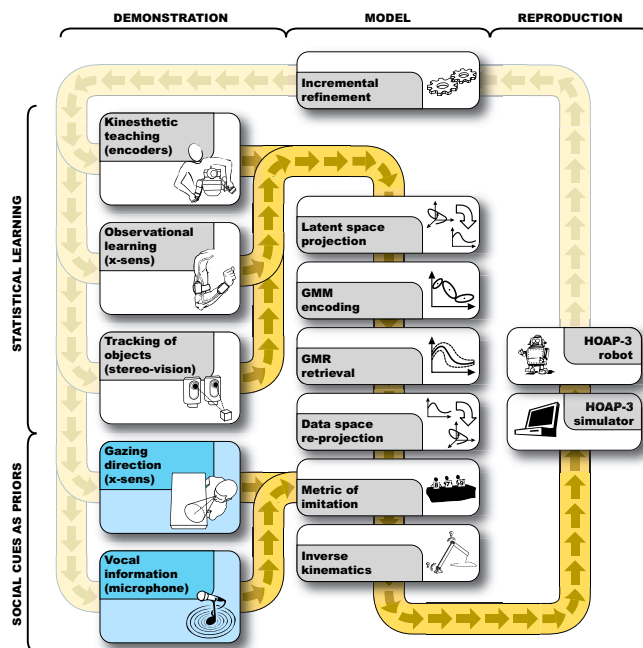 DEMONSTRATION
MODEL
REPRODUCTION
STATISTICAL LEARNING
SOCIAL CUES AS PRIORS
Incremental
refinement
Kinesthetic
teaching
(encoders)
Observational
learning
(x-sens)
Tracking of
objects
(stereo-vision)
Gazing
direction
(x-sens)
Vocal
information
(microphone)
Latent space
projection
GMM
encoding
GMR
retrieval
Data space
re-projection
Metric of
imitation
Inverse
kinematics
HOAP-3
robot
HOAP-3
simulator